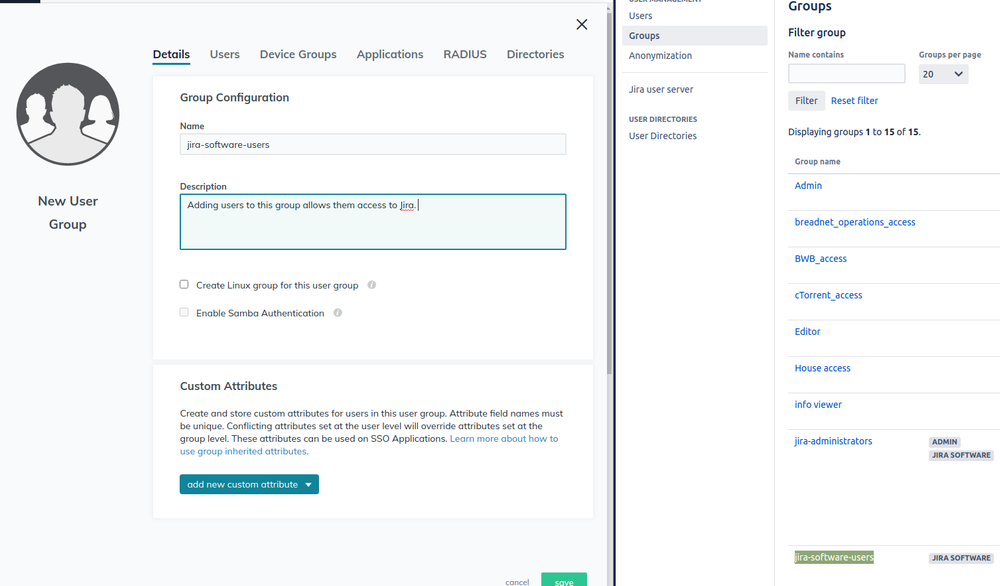 Details Users Device Groups Applications RADIUS Directories
New User
Group
Group Configuration
Name
jira-software-users
Description
Adding users to this group allows them access to Jira.
Create Linux group for this user group
Enable Samba Authentication
Custom Attributes
Create and store custom attributes for users in this user group. Attribute field names must
be unique. Conflicting attributes set at the user level will override attributes set at the
group level. These attributes can be used on SSO Applications. Learn more about how to
use group inherited attributes.
add new custom attribute
cancel save
USER MANAGEMENT
Users
Groups
Anonymization
Jira user server
USER DIRECTORIES
User Directories
Groups
Filter group
Name contains Groups per page
20
Filter Reset filter
Displaying groups 1 to 15 of 15.
Group name
Admin
breadnet_operations_access
BWB_access
cTorrent_access
Editor
House access
info viewer
jira-administrators ADMIN
JIRA SOFTWARE
jira-software-users JIRA SOFTWARE